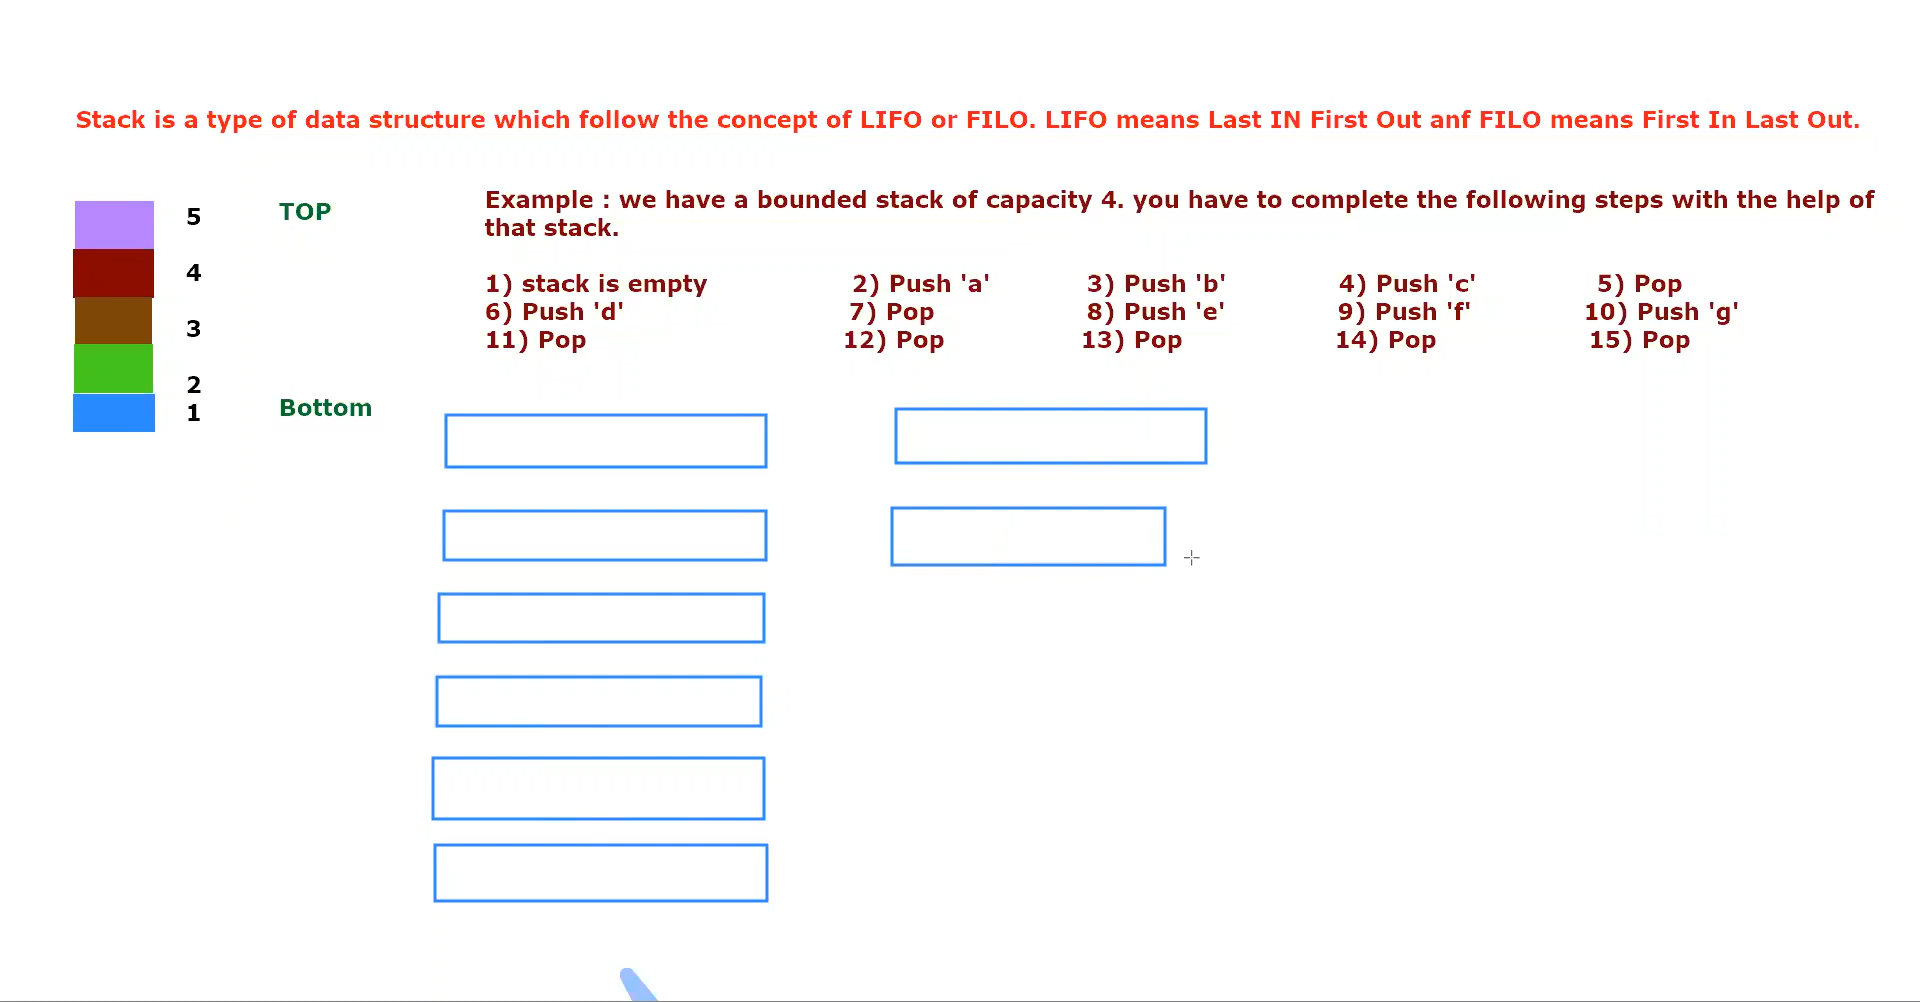 Stack is a type of data structure which follow the concept of LIFO or FILO. LIFO means Last IN First Out anf FILO means First In Last Out.
5 TOP
4
3
2
1 Bottom
Example : we have a bounded stack of capacity 4. you have to complete the following steps with the help of
that stack.
1) stack is empty 2) Push 'a' 3) Push 'b' 4) Push 'c' 5) Pop
6) Push 'd' 7) Pop 8) Push 'e' 9) Push 'f' 10) Push 'g'
11) Pop 12) Pop 13) Pop 14) Pop 15) Pop